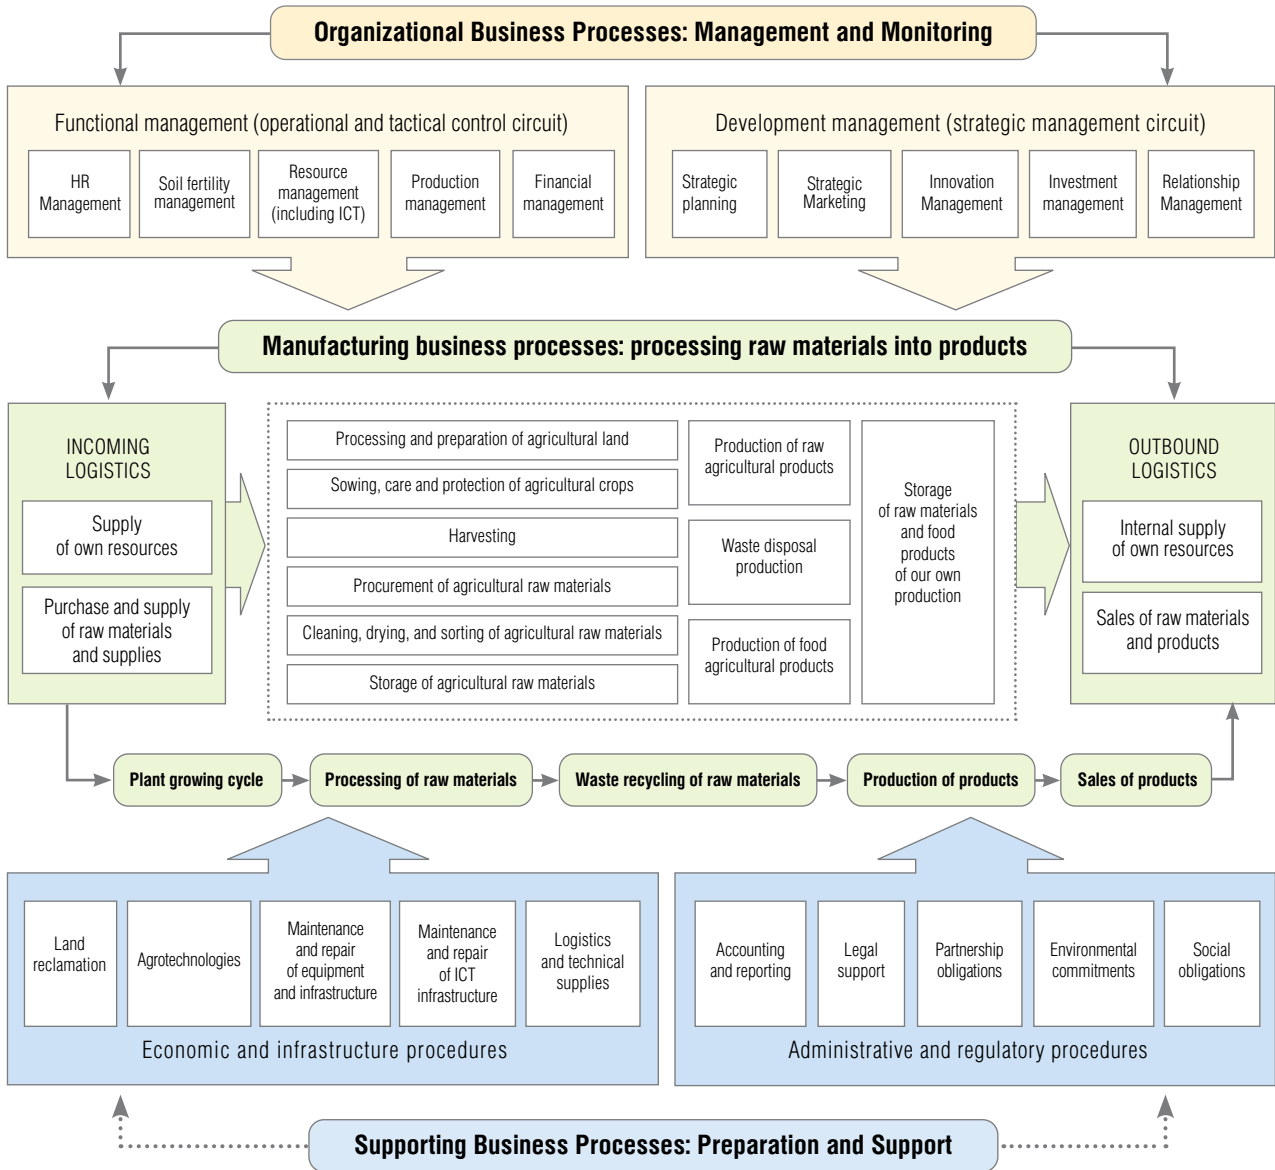 Organizational Business Processes: Management and Monitoring
Functional management (operational and tactical control circuit)
HR
Management
Soil fertility
management
Resource
management
(including ICT)
Production
management
Financial
management
Development management (strategic management circuit)
Strategic
planning
Strategic
Marketing
Innovation
Management
Investment
management
Relationship
Management
Manufacturing business processes: processing raw materials into products
INCOMING
LOGISTICS
Supply
of own resources
Purchase and supply
of raw materials
and supplies
Processing and preparation of agricultural land
Sowing, care and protection of agricultural crops
Harvesting
Procurement of agricultural raw materials
Cleaning, drying, and sorting of agricultural raw materials
Storage of agricultural raw materials
Production of raw
agricultural products
Waste disposal
production
Production of food
agricultural products
Storage
of raw materials
and food
products
of our own
production
OUTBOUND
LOGISTICS
Internal supply
of own resources
Sales of raw materials
and products
Plant growing cycle
Processing of raw materials
Waste recycling of raw materials
Production of products
Sales of products
Land
reclamation
Agrotechnologies
Maintenance
and repair
of equipment
and infrastructure
Maintenance
and repair
of ICT
infrastructure
Logistics
and technical
supplies
Economic and infrastructure procedures
Accounting
and reporting
Legal
support
Partnership
obligations
Environmental
commitments
Social
obligations
Administrative and regulatory procedures
Supporting Business Processes: Preparation and Support